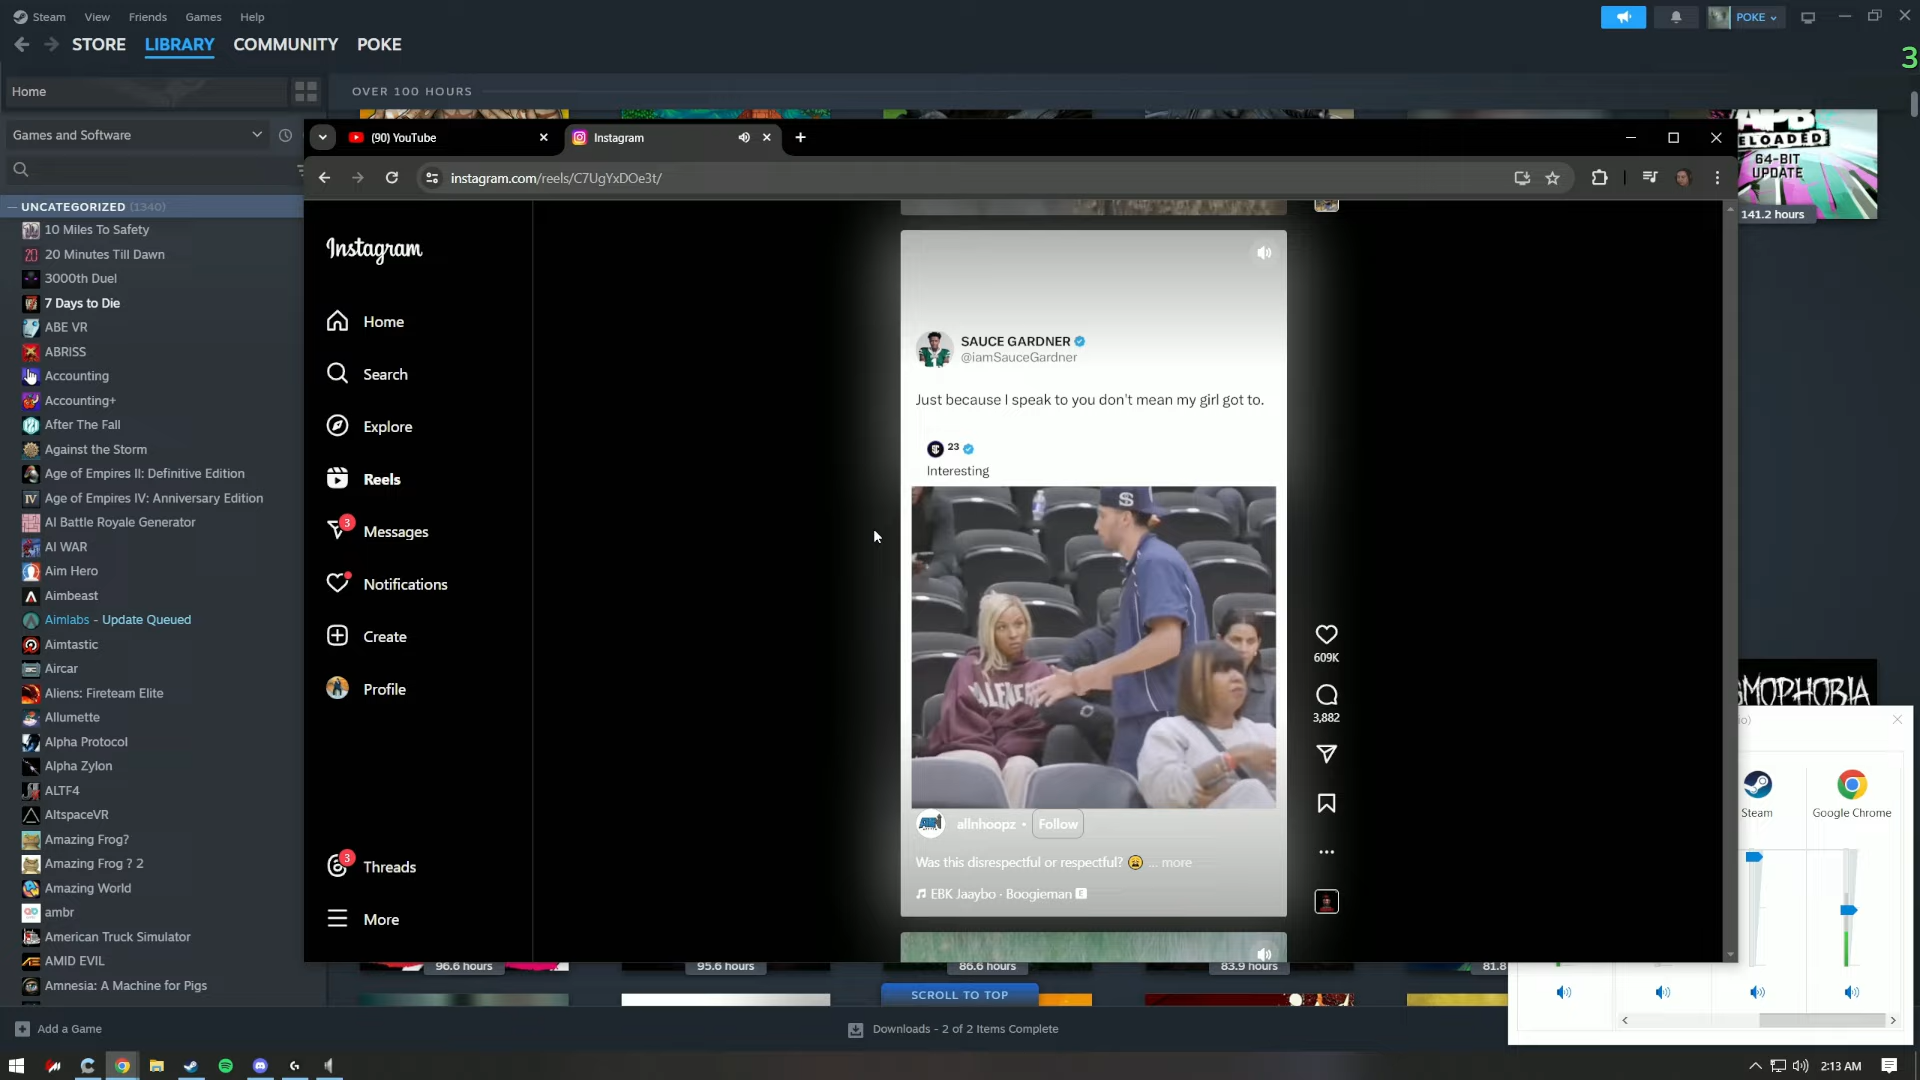 Steam View Friends Games Help
POKE
STORE LIBRARY COMMUNITY POKE
3
Home
OVER 100 HOURS
Games and Software
UNCATEGORIZED (1340)
10 Miles To Safety
20 Minutes Till Dawn
3000th Duel
7 Days to Die
ABE VR
ABRISS
Accounting
Accounting+
After The Fall
Against the Storm
Age of Empires II: Definitive Edition
Age of Empires IV: Anniversary Edition
AI Battle Royale Generator
AI WAR
Aim Hero
Aimbeast
Aimlabs - Update Queued
Aimtastic
Aircar
Aliens: Fireteam Elite
Allumette
Alpha Protocol
Alpha Zylon
ALTF4
AltspaceVR
Amazing Frog?
Amazing Frog ? 2
Amazing World
ambr
American Truck Simulator
AMID EVIL
Amnesia: A Machine for Pigs
Add a Game
(90) YouTube
Instagram
instagram.com/reels/C7UgYxDOe3t/
Instagram
Home
Search
Explore
Reels
3
Messages
Notifications
Create
Profile
3
Threads
More
SAUCE GARDNER
@iamSauceGardner
Just because I speak to you don't mean my girl got to.
23
Interesting
S
allnhoopz • Follow
Was this disrespectful or respectful? 😩 ... more
EBK Jaaybo · Boogieman E
609K
3,882
APB
RELOADED
64-BIT
UPDATE
141.2 hours
Steam
Google Chrome
96.6 hours
95.6 hours
86.6 hours
83.9 hours
81.8
SCROLL TO TOP
Downloads - 2 of 2 Items Complete
2:13 AM